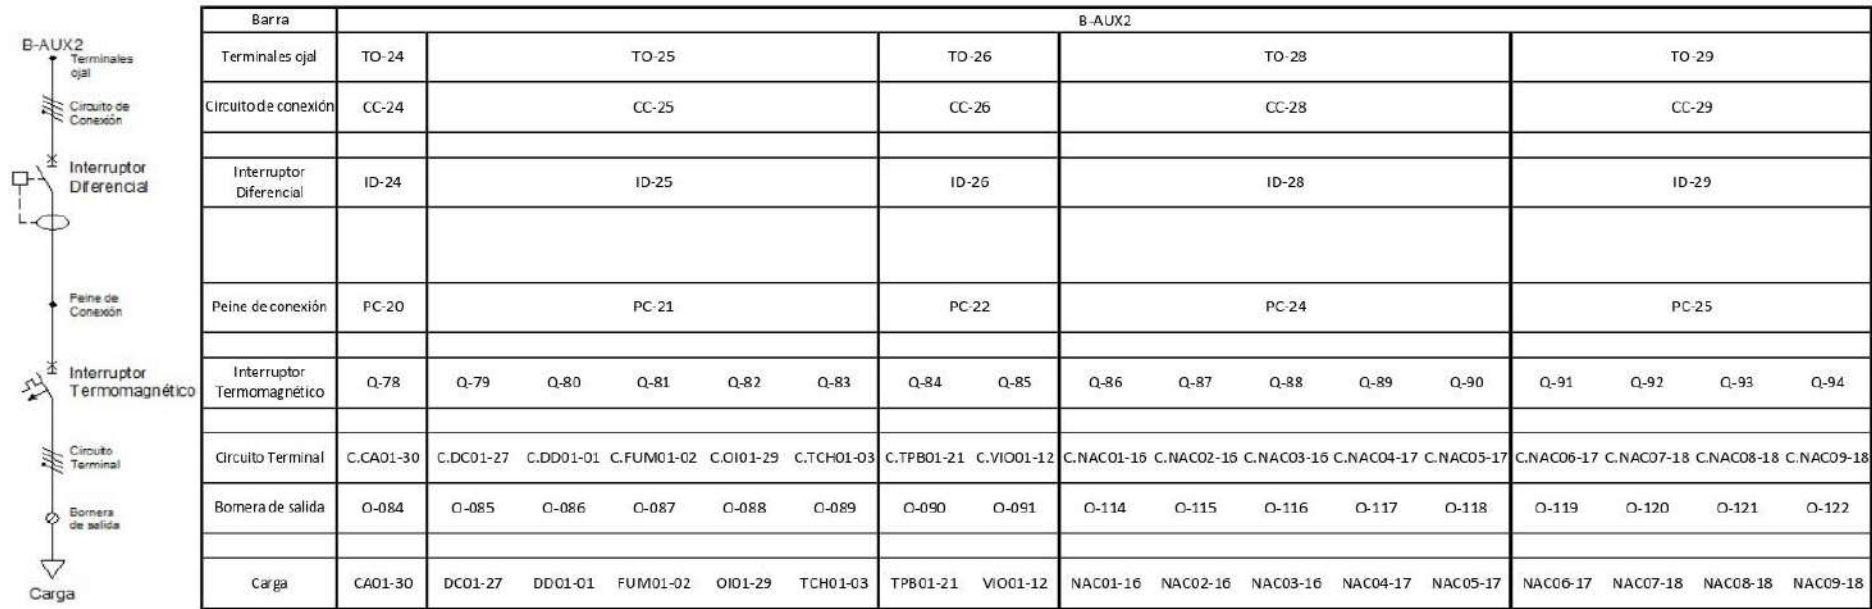 B-AUX2
Terminales
ojal
Circuito de
Conexión
Interruptor
Diferencial
Peine de
Conexión
Interruptor
Termomagnético
Circuito
Terminal
Bornera
de salida
Carga
Barra B-AUX2
Terminales ojal TO-24 TO-25 TO-26 TO-28 TO-29
Circuito de conexión CC-24 CC-25 CC-26 CC-28 CC-29
Interruptor
Diferencial ID-24 ID-25 ID-26 ID-28 ID-29
Peine de conexión PC-20 PC-21 PC-22 PC-24 PC-25
Interruptor
Termomagnético Q-78 Q-79 Q-80 Q-81 Q-82 Q-83 Q-84 Q-85 Q-86 Q-87 Q-88 Q-89 Q-90 Q-91 Q-92 Q-93 Q-94
Circuito Terminal C.CA01-30 C.DC01-27 C.DD01-01 C.FUM01-02 C.OI01-29 C.TCH01-03 C.TPB01-21 C.VIO01-12 C.NAC01-16 C.NAC02-16 C.NAC03-16 C.NAC04-17 C.NAC05-17 C.NAC06-17 C.NAC07-18 C.NAC08-18 C.NAC09-18
Bornera de salida O-084 O-085 O-086 O-087 O-088 O-089 O-090 O-091 O-114 O-115 O-116 O-117 O-118 O-119 O-120 O-121 O-122
Carga CA01-30 DC01-27 DD01-01 FUM01-02 OI01-29 TCH01-03 TPB01-21 VIO01-12 NAC01-16 NAC02-16 NAC03-16 NAC04-17 NAC05-17 NAC06-17 NAC07-18 NAC08-18 NAC09-18